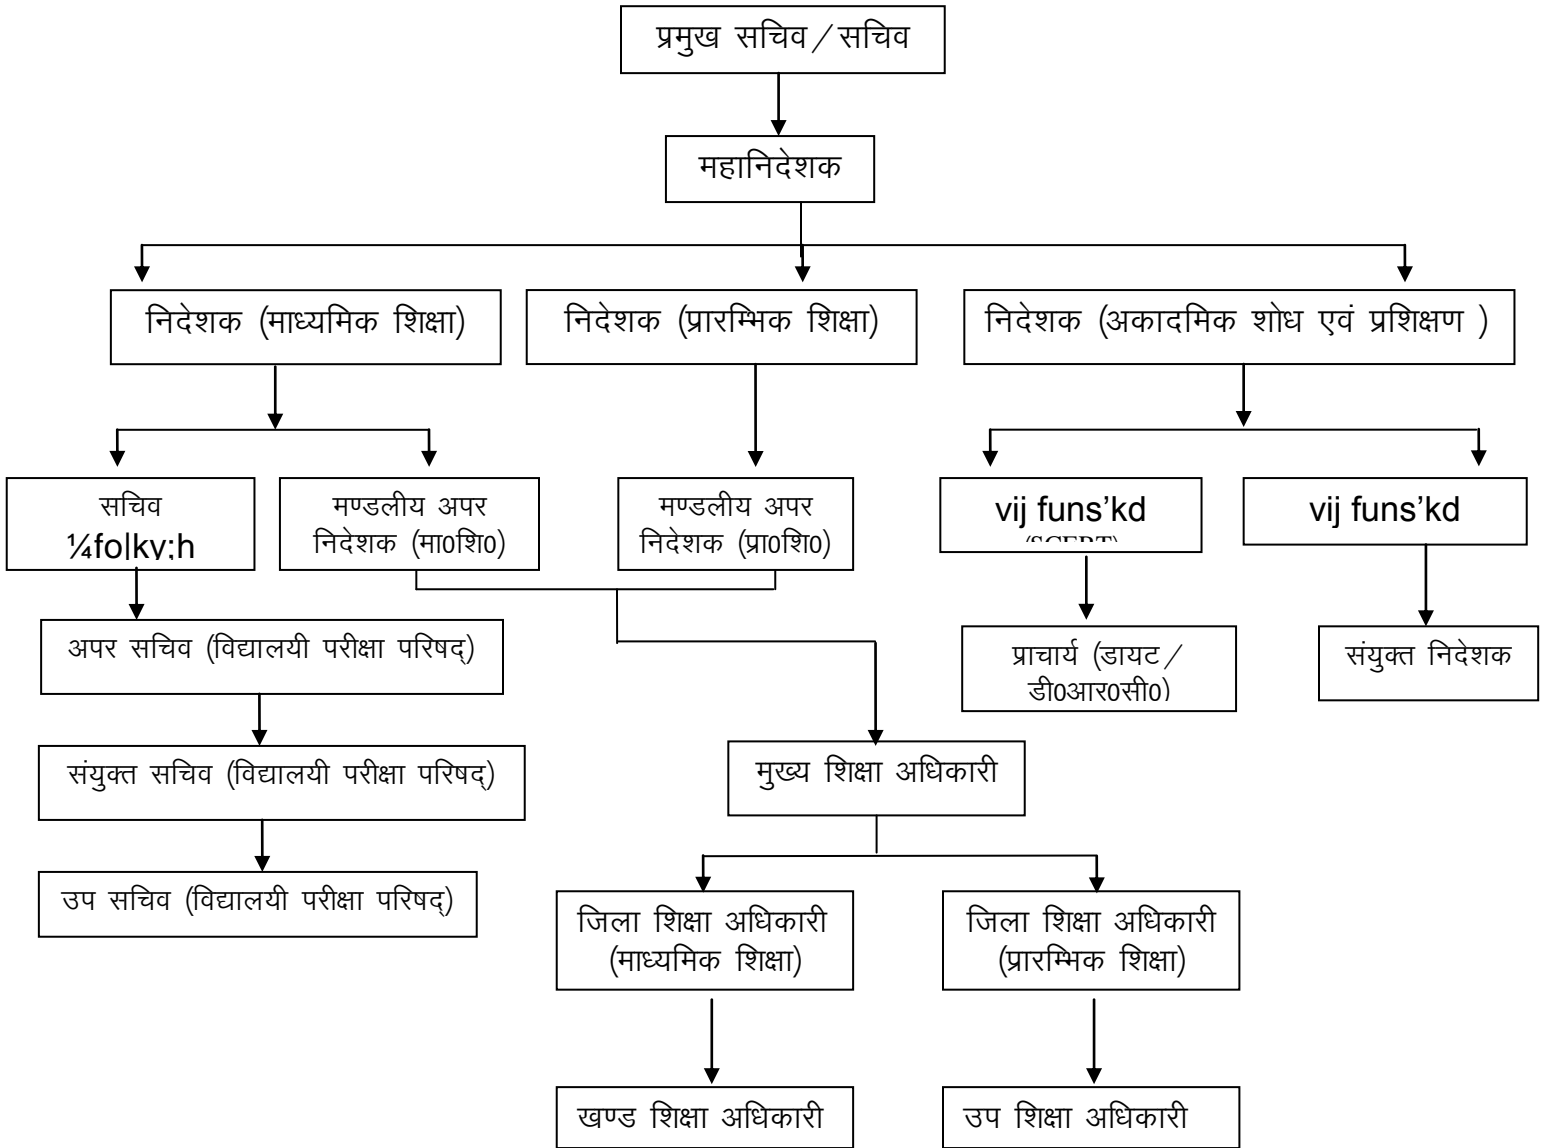 प्रमुख सचिव/सचिव
महानिदेशक
निदेशक (माध्यमिक शिक्षा)
निदेशक (प्रारम्भिक शिक्षा)
निदेशक (अकादमिक शोध एवं प्रशिक्षण )
सचिव
¼fo|ky;h
मण्डलीय अपर
निदेशक (मा0शि0)
मण्डलीय अपर
निदेशक (प्रा0शि0)
vij funs'kd
(SCERT)
vij funs'kd
अपर सचिव (विद्यालयी परीक्षा परिषद्)
प्राचार्य (डायट/
डी0आर0सी0)
संयुक्त निदेशक
संयुक्त सचिव (विद्यालयी परीक्षा परिषद्)
मुख्य शिक्षा अधिकारी
उप सचिव (विद्यालयी परीक्षा परिषद्)
जिला शिक्षा अधिकारी
(माध्यमिक शिक्षा)
जिला शिक्षा अधिकारी
(प्रारम्भिक शिक्षा)
खण्ड शिक्षा अधिकारी
उप शिक्षा अधिकारी